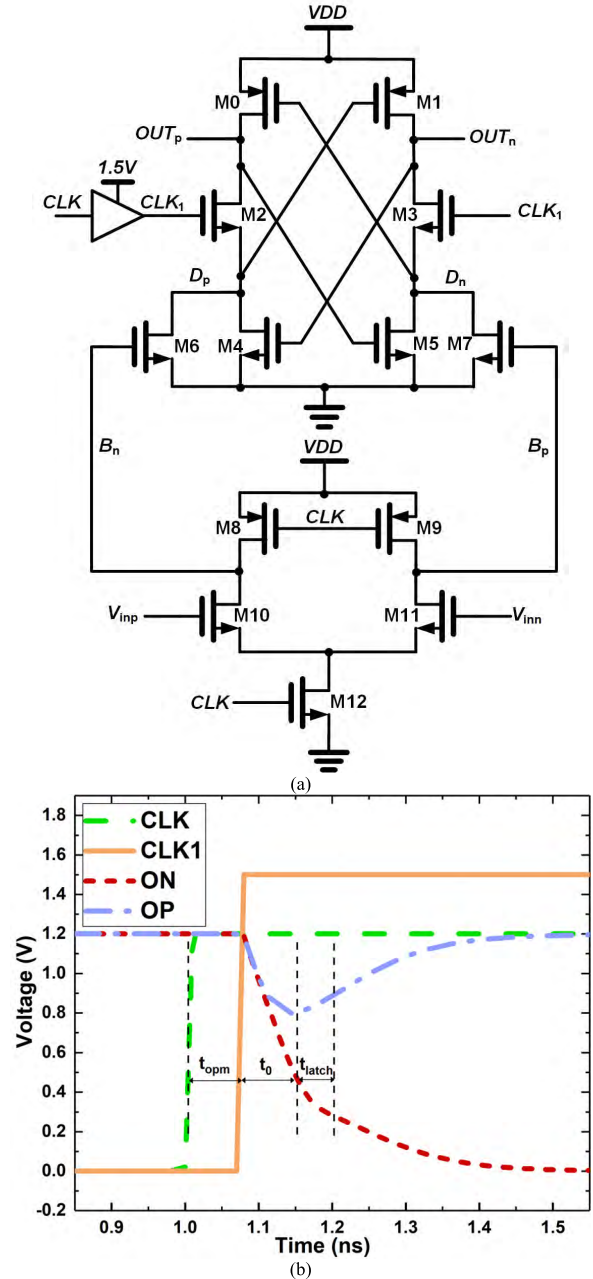 VDD
M0
M1
OUTp
OUTn
1.5V
CLK
CLK1
M2
M3
CLK1
Dp
Dn
M6
M4
M5
M7
Bn
Bp
VDD
M8
CLK
M9
Vinp
M10
M11
Vinn
CLK
M12
(a)
1.8
1.6
1.4
1.2
1.0
0.8
0.6
0.4
0.2
0.0
-0.2
Voltage (V)
CLK
CLK1
ON
OP
topm
t0
tlatch
0.9
1.0
1.1
1.2
1.3
1.4
1.5
Time (ns)
(b)